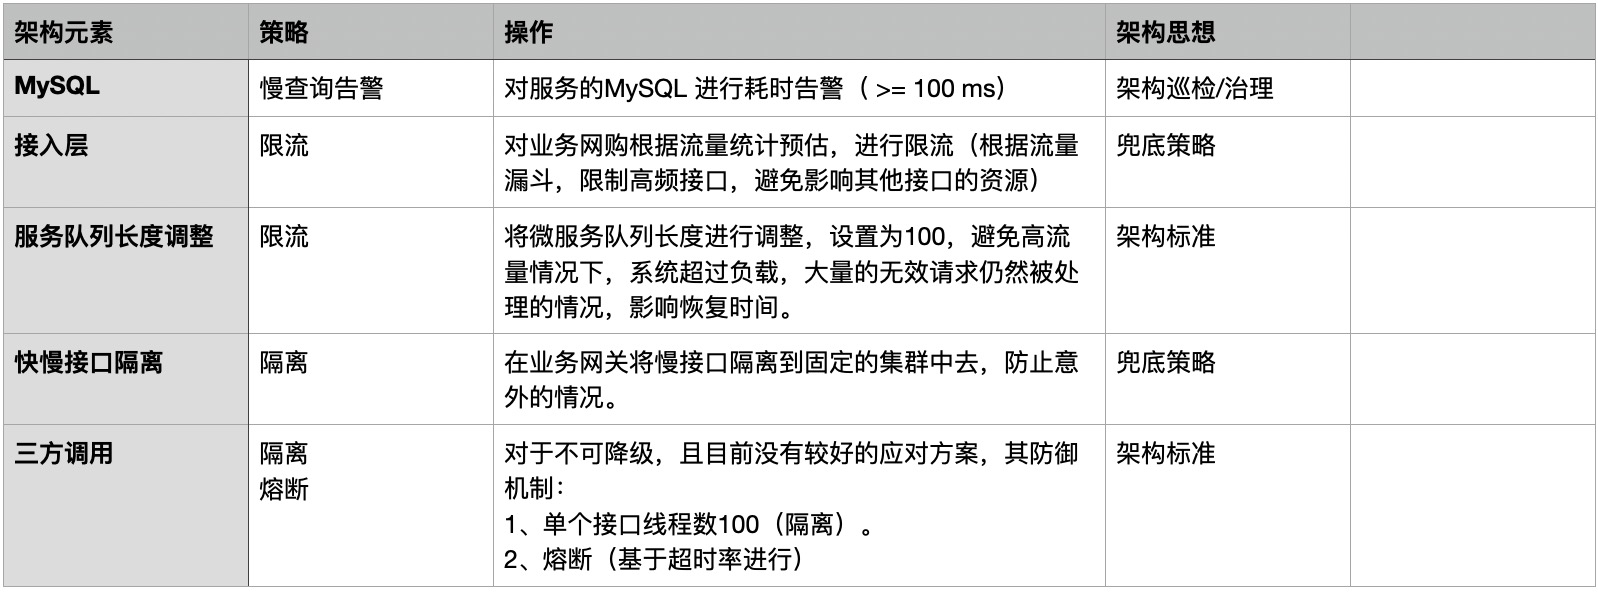 架构元素 策略 操作 架构思想
MySQL 慢查询告警 对服务的MySQL 进行耗时告警（ >= 100 ms） 架构巡检/治理
接入层 限流 对业务网购根据流量统计预估，进行限流（根据流量 兜底策略
漏斗，限制高频接口，避免影响其他接口的资源）
服务队列长度调整 限流 将微服务队列长度进行调整，设置为100，避免高流 架构标准
量情况下，系统超过负载，大量的无效请求仍然被处
理的情况，影响恢复时间。
快慢接口隔离 隔离 在业务网关将慢接口隔离到固定的集群中去，防止意 兜底策略
外的情况。
三方调用 隔离 对于不可降级，且目前没有较好的应对方案，其防御 架构标准
熔断 机制：
1、单个接口线程数100（隔离）。
2、熔断（基于超时率进行）